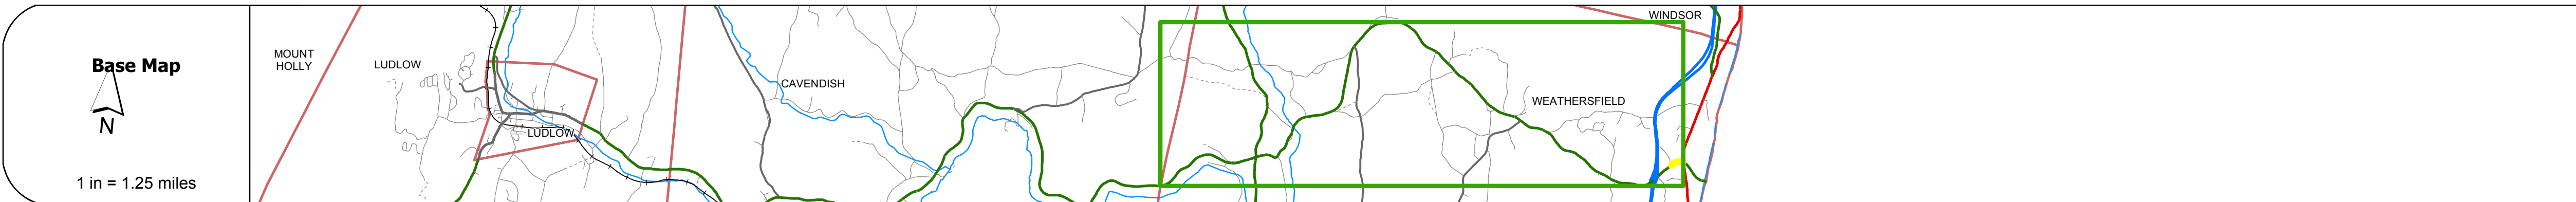 Base Map
N
1 in = 1.25 miles
MOUNT
HOLLY
LUDLOW
LUDLOW
CAVENDISH
WINDSOR
WEATHERSFIELD